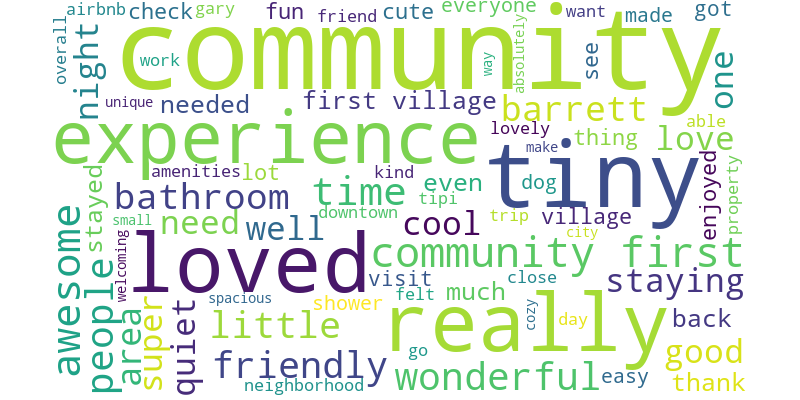 airbnb
check
gary
fun
friend
cute
everyone
want
made
got
overall
night
work
community
way
absolutely
see
one
unique
needed
first village
barrett
able
experience
lovely
make
thing
love
amenities
lot
kind
tiny
enjoyed
property
stayed
bathroom
time
even
dog
tipi
small
need
well
downtown
cool
trip
village
city
awesome
people
welcoming
loved
community first
visit
close
staying
area
super
quiet
spacious
shower
felt
much
cozy
day
back
little
really
go
good
friendly
neighborhood
wonderful
easy
thank